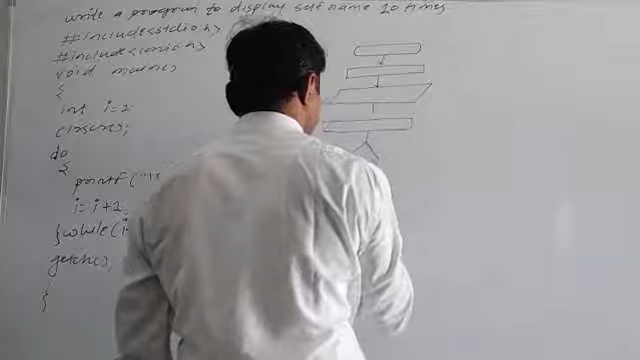 write a program to display self name 10 times
#include<stdio.h>
#include<conio.h>
void main()
{
int i=1
clrscr();
do
{
printf("
i=i+1;
}while(i
getch();
}